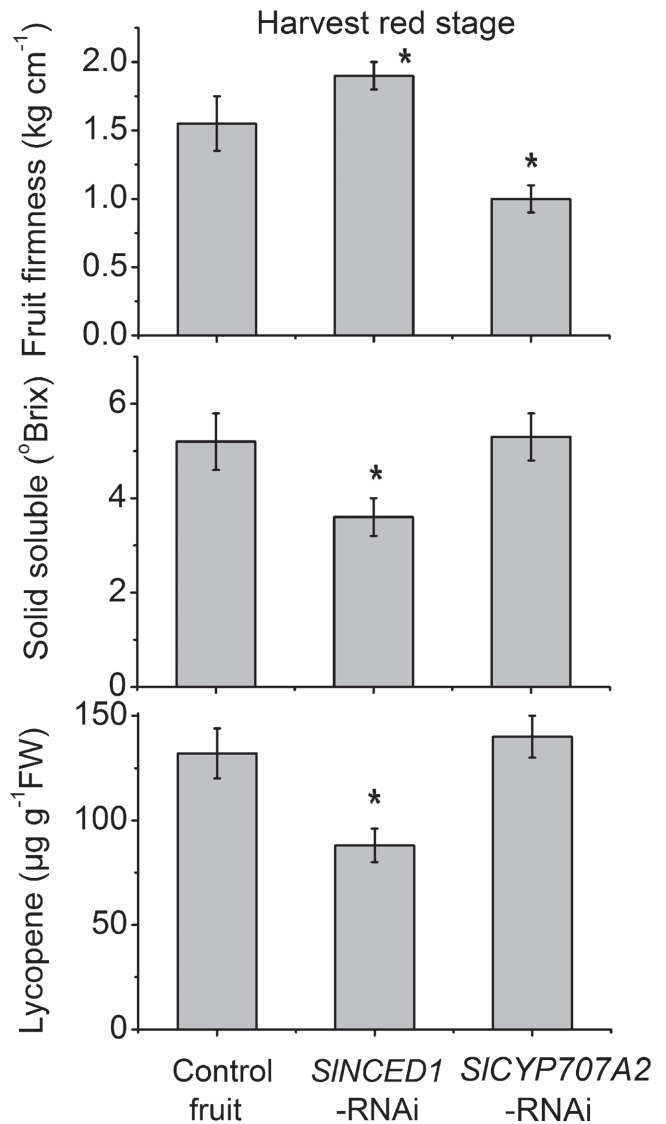 Harvest red stage
Fruit firmness (kg cm⁻¹)
2.0
1.5
1.0
0.5
0.0
*
*
Solid soluble (ºBrix)
6
4
2
0
*
Lycopene (µg g⁻¹FW)
150
100
50
0
*
Control
fruit
SlNCED1
-RNAi
SlCYP707A2
-RNAi